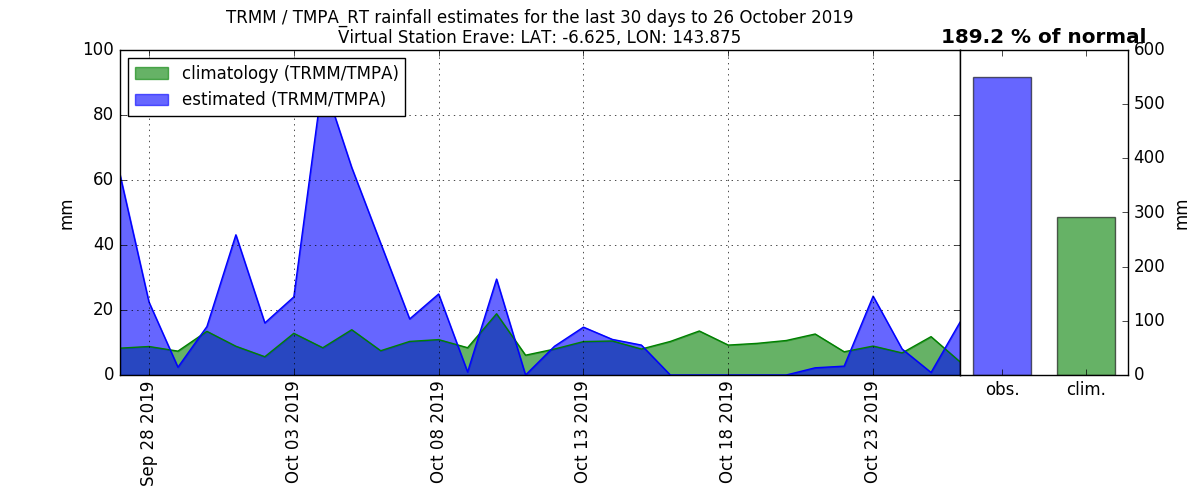 TRMM / TMPA_RT rainfall estimates for the last 30 days to 26 October 2019
Virtual Station Erave: LAT: -6.625, LON: 143.875
189.2 % of normal
climatology (TRMM/TMPA)
estimated (TRMM/TMPA)
mm
100
80
60
40
20
0
Sep 28 2019
Oct 03 2019
Oct 08 2019
Oct 13 2019
Oct 18 2019
Oct 23 2019
600
500
400
300
200
100
0
mm
obs.
clim.